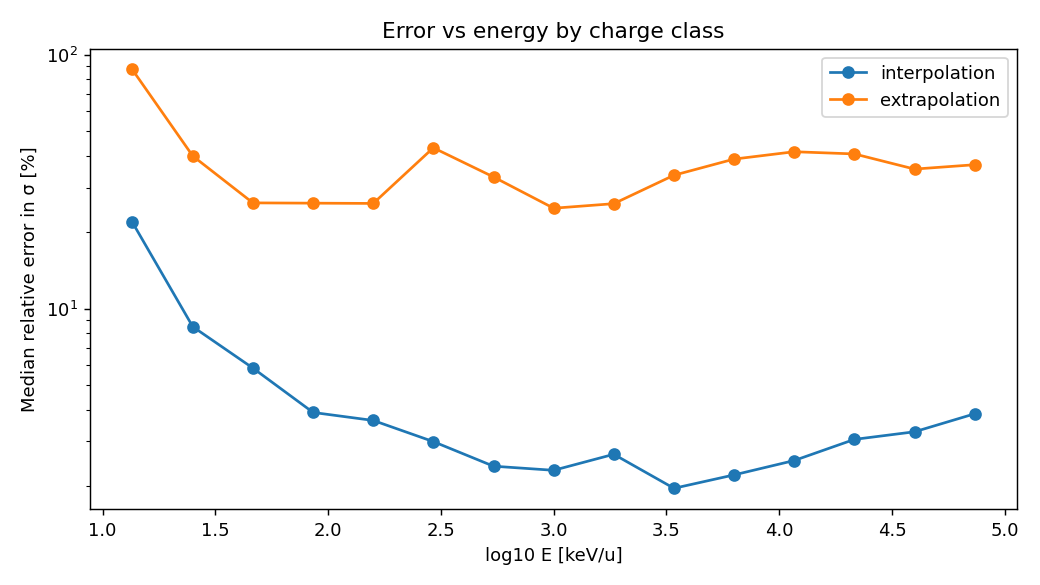 Error vs energy by charge class
Median relative error in σ [%]
10²
10¹
interpolation
extrapolation
1.0 1.5 2.0 2.5 3.0 3.5 4.0 4.5 5.0
log10 E [keV/u]